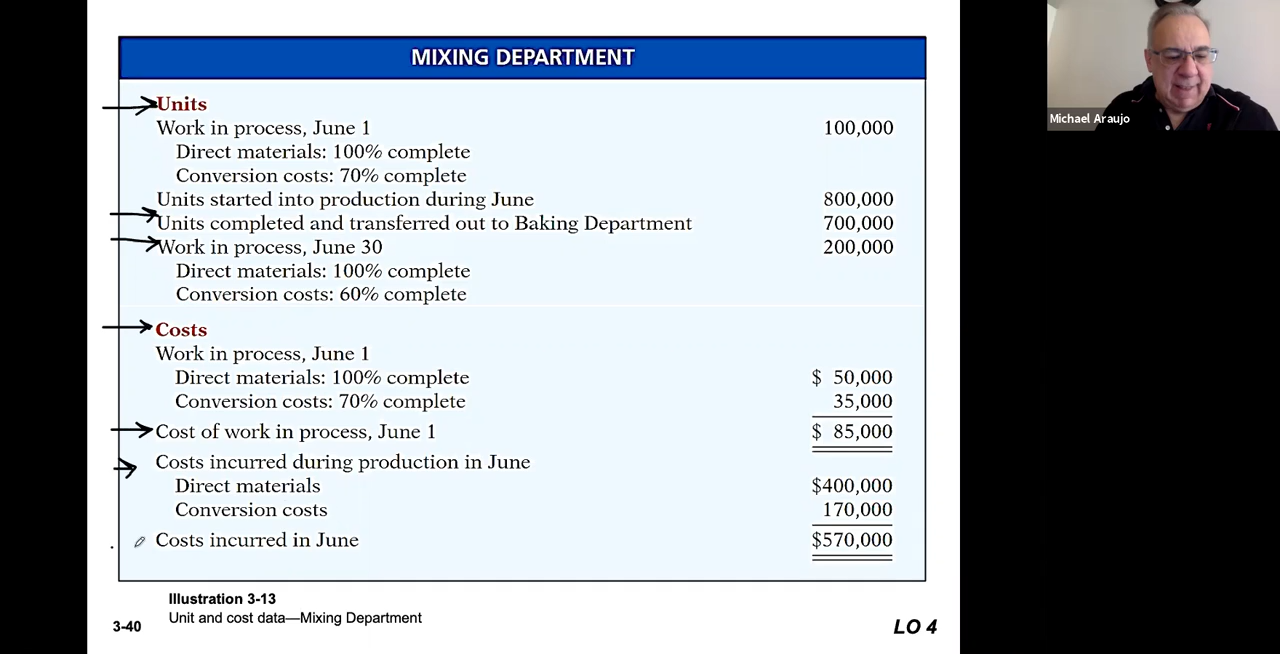 MIXING DEPARTMENT
Units
Work in process, June 1 100,000
Direct materials: 100% complete
Conversion costs: 70% complete
Units started into production during June 800,000
Units completed and transferred out to Baking Department 700,000
Work in process, June 30 200,000
Direct materials: 100% complete
Conversion costs: 60% complete
Costs
Work in process, June 1
Direct materials: 100% complete $ 50,000
Conversion costs: 70% complete 35,000
Cost of work in process, June 1 $ 85,000
Costs incurred during production in June
Direct materials $400,000
Conversion costs 170,000
Costs incurred in June $570,000
Illustration 3-13
Unit and cost data—Mixing Department
3-40
LO 4
Michael Araujo